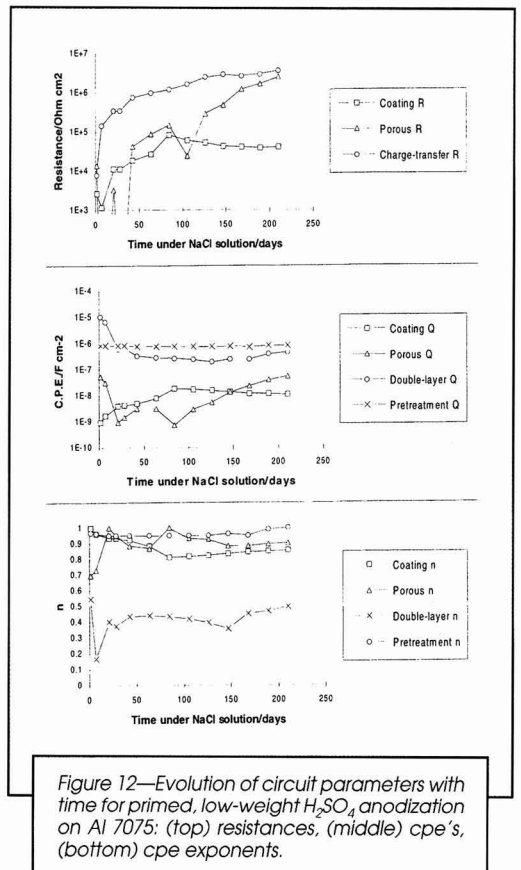 1E+7
1E+6
1E+5
1E+4
1E+3
Resistance/Ohm cm2
0 50 100 150 200 250
Time under NaCl solution/days
Coating R
Porous R
Charge-transfer R
1E-4
1E-5
1E-6
1E-7
1E-8
1E-9
1E-10
C.P.E./F cm-2
0 50 100 150 200 250
Time under NaCl solution/days
Coating Q
Porous Q
Double-layer Q
Pretreatment Q
1
0.9
0.8
0.7
0.6
0.5
0.4
0.3
0.2
0.1
0
n
0 50 100 150 200 250
Time under NaCl solution/days
Coating n
Porous n
Double-layer n
Pretreatment n
Figure 12—Evolution of circuit parameters with
time for primed, low-weight H₂SO₄ anodization
on Al 7075: (top) resistances, (middle) cpe's,
(bottom) cpe exponents.